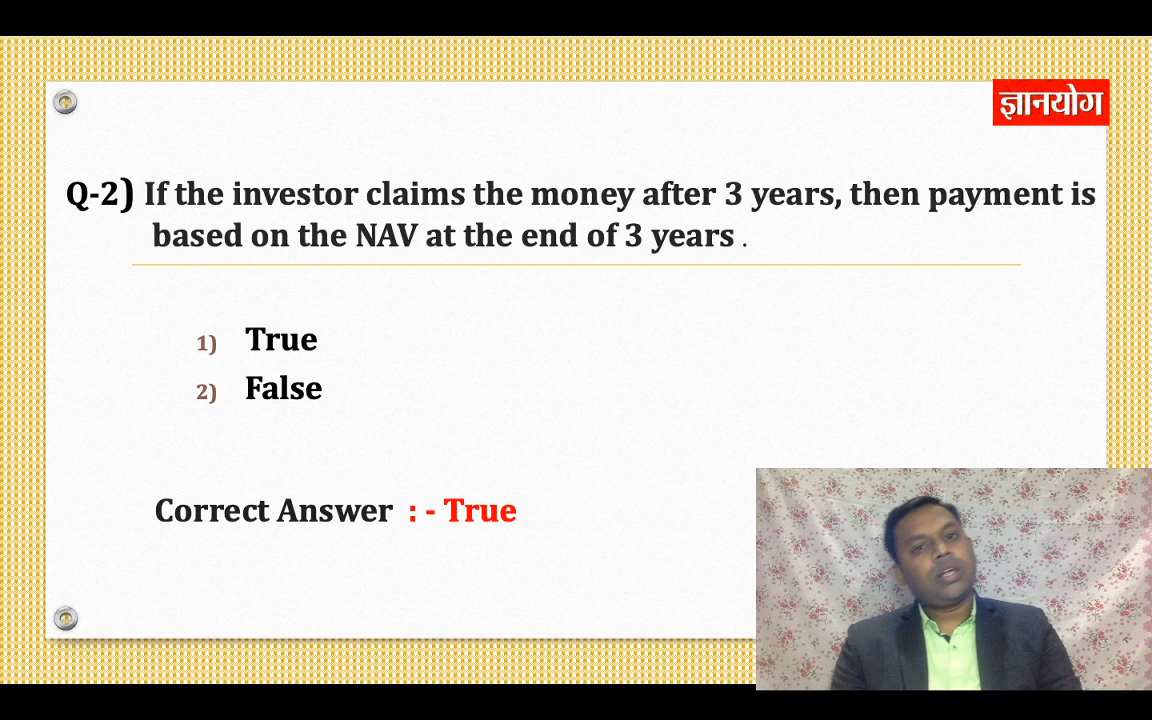 ज्ञानयोग
Q-2) If the investor claims the money after 3 years, then payment is
based on the NAV at the end of 3 years .
1) True
2) False
Correct Answer : - True